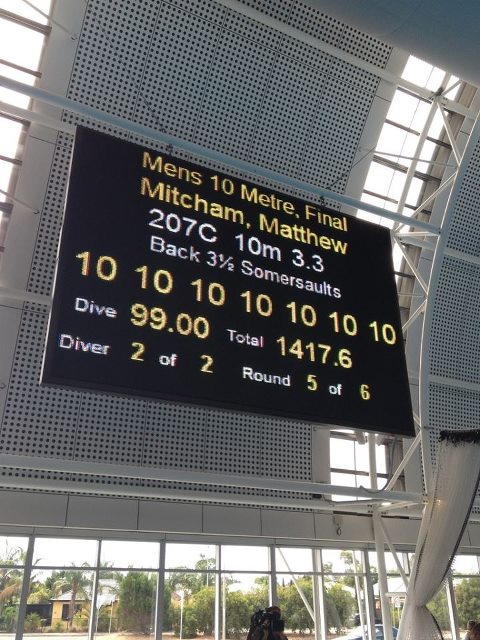 Mens 10 Metre, Final
Mitcham, Matthew
207C 10m 3.3
Back 3½ Somersaults
10 10 10 10 10 10 10
Dive 99.00 Total 1417.6
Diver 2 of 2 Round 5 of 6